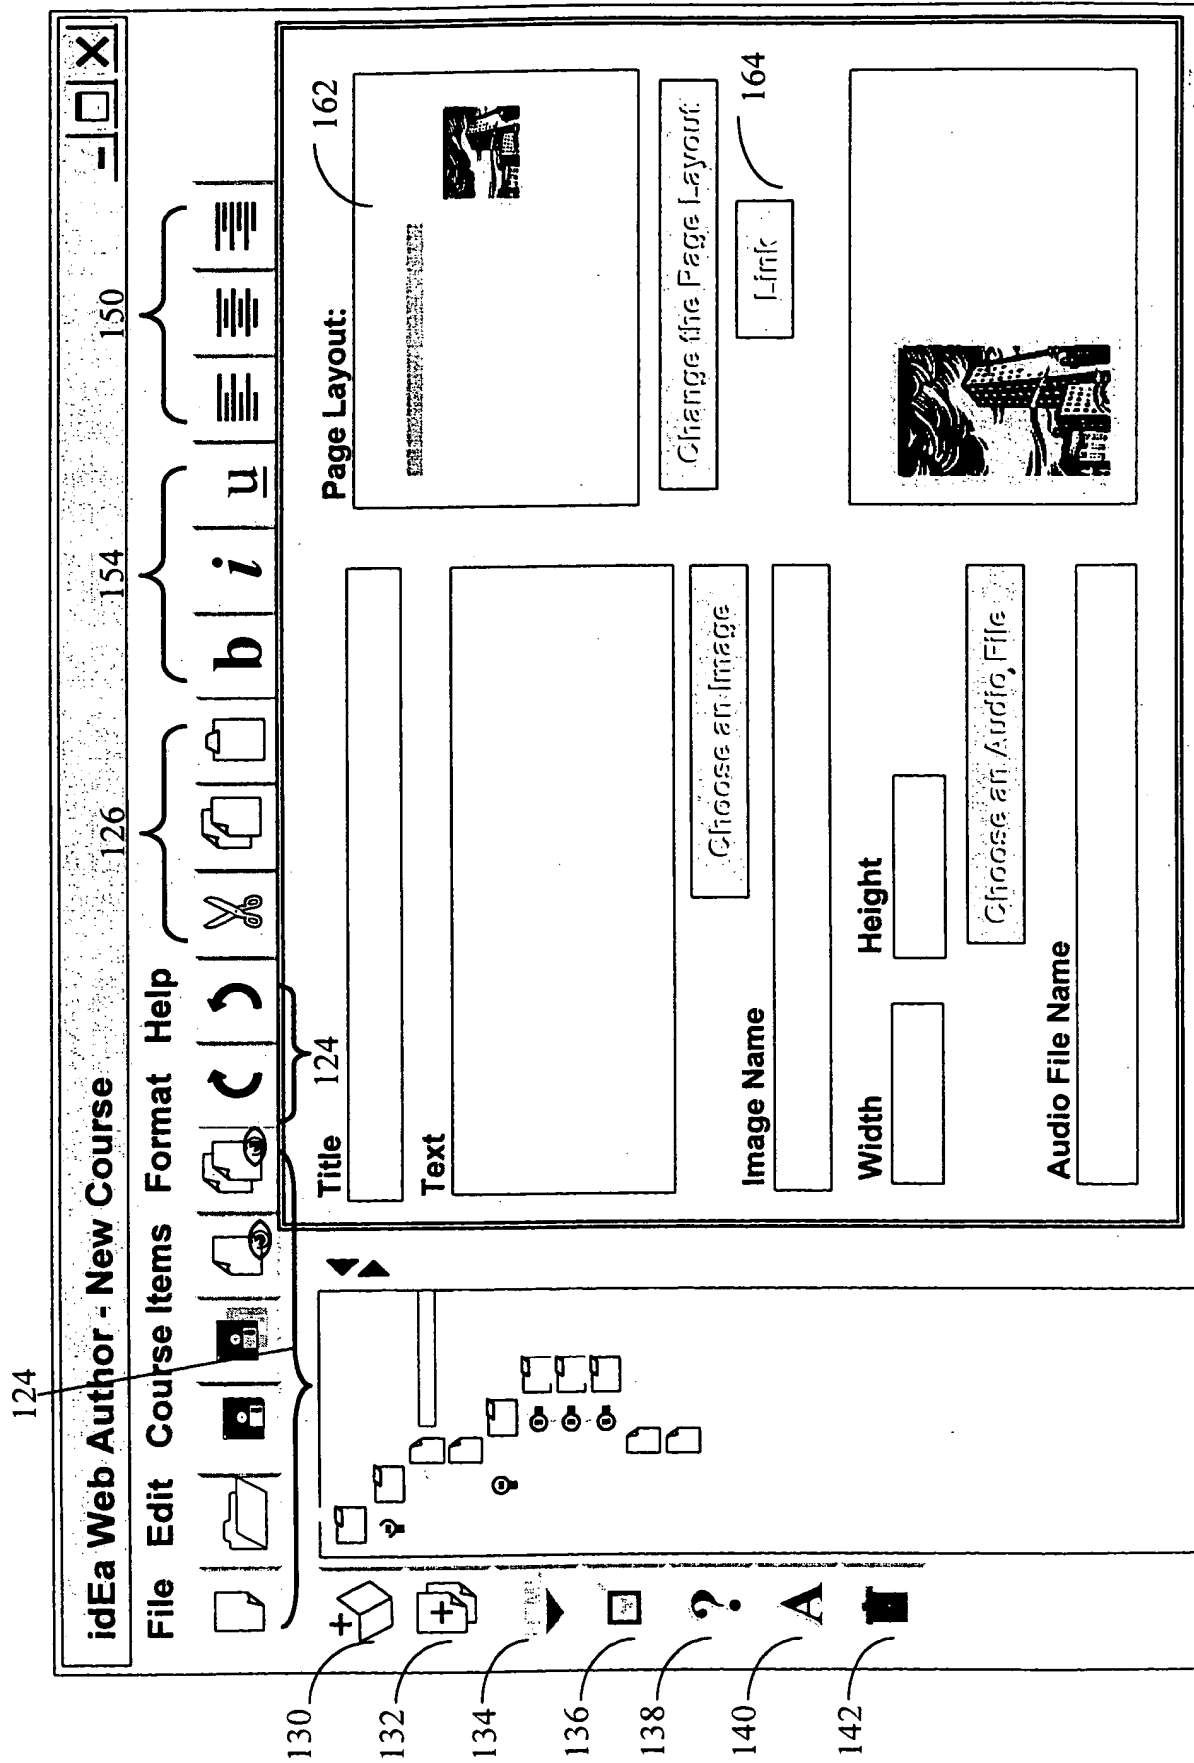 124
idEa Web Author - New Course
File Edit Course Items Format Help
126
154
150
b i u
124
130
132
134
136
138
?
140
A
142
Title
Text
Choose an Image
Image Name
Width
Height
Choose an Audio File
Audio File Name
Page Layout:
162
Change the Page Layout
Link
164